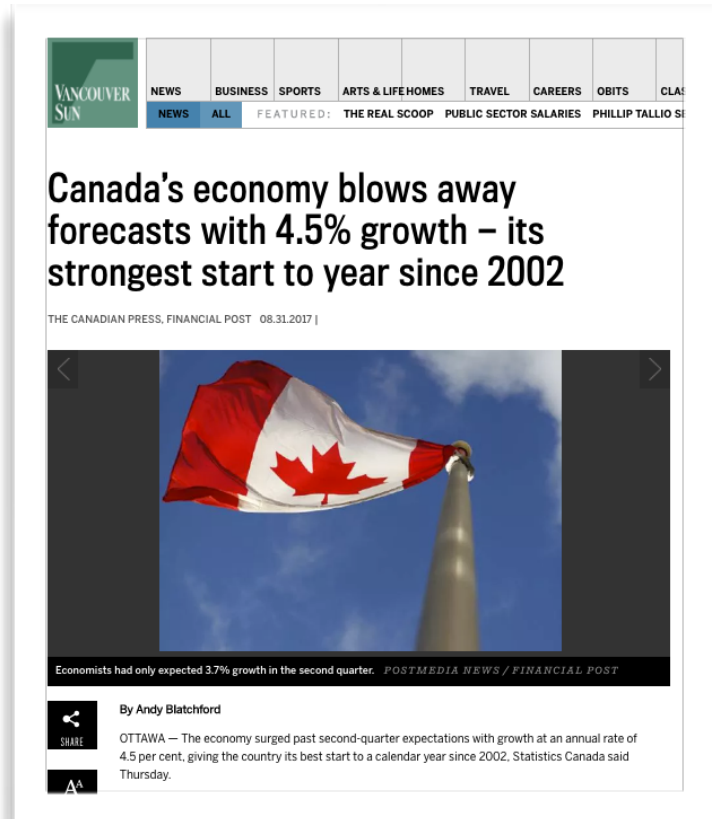 VANCOUVER
SUN
NEWS BUSINESS SPORTS ARTS & LIFE HOMES TRAVEL CAREERS OBITS
NEWS ALL FEATURED: THE REAL SCOOP PUBLIC SECTOR SALARIES PHILLIP TALLIO
Canada’s economy blows away
forecasts with 4.5% growth – its
strongest start to year since 2002
THE CANADIAN PRESS, FINANCIAL POST 08.31.2017 |
Economists had only expected 3.7% growth in the second quarter. POSTMEDIA NEWS / FINANCIAL POST
By Andy Blatchford
SHARE
OTTAWA — The economy surged past second-quarter expectations with growth at an annual rate of
4.5 per cent, giving the country its best start to a calendar year since 2002, Statistics Canada said
Thursday.
AA